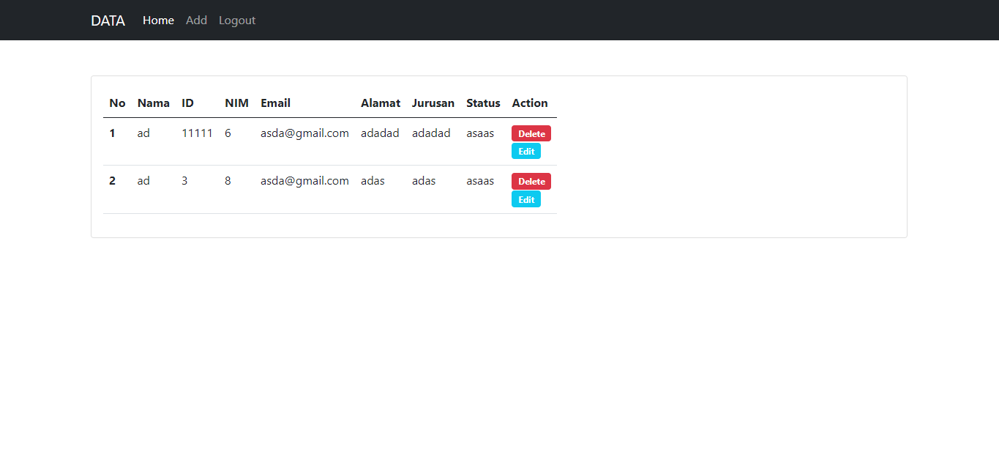 DATA Home Add Logout
No Nama ID NIM Email Alamat Jurusan Status Action
1 ad 11111 6 asda@gmail.com adadad adadad asaas Delete
Edit
2 ad 3 8 asda@gmail.com adas adas asaas Delete
Edit